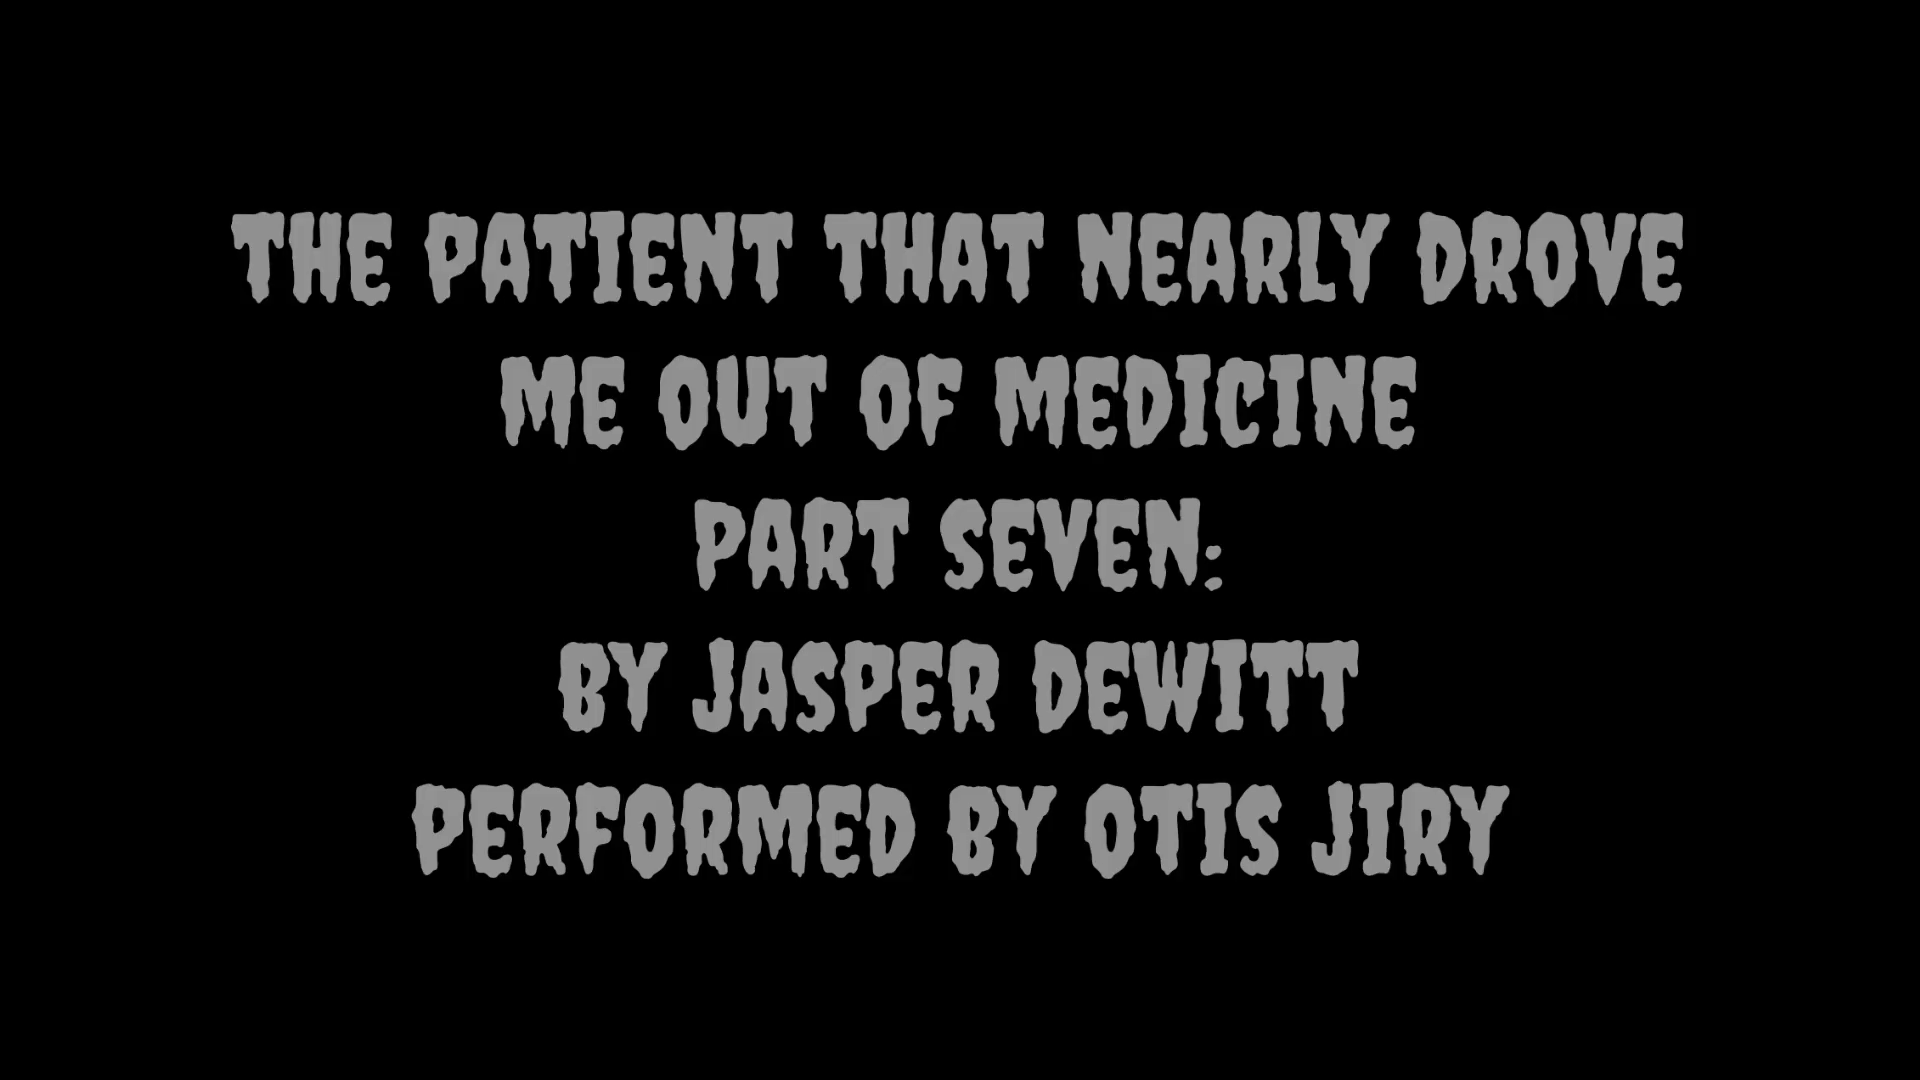 THE PATIENT THAT NEARLY DROVE
ME OUT OF MEDICINE
PART SEVEN:
BY JASPER DEWITT
PERFORMED BY OTIS JIRY